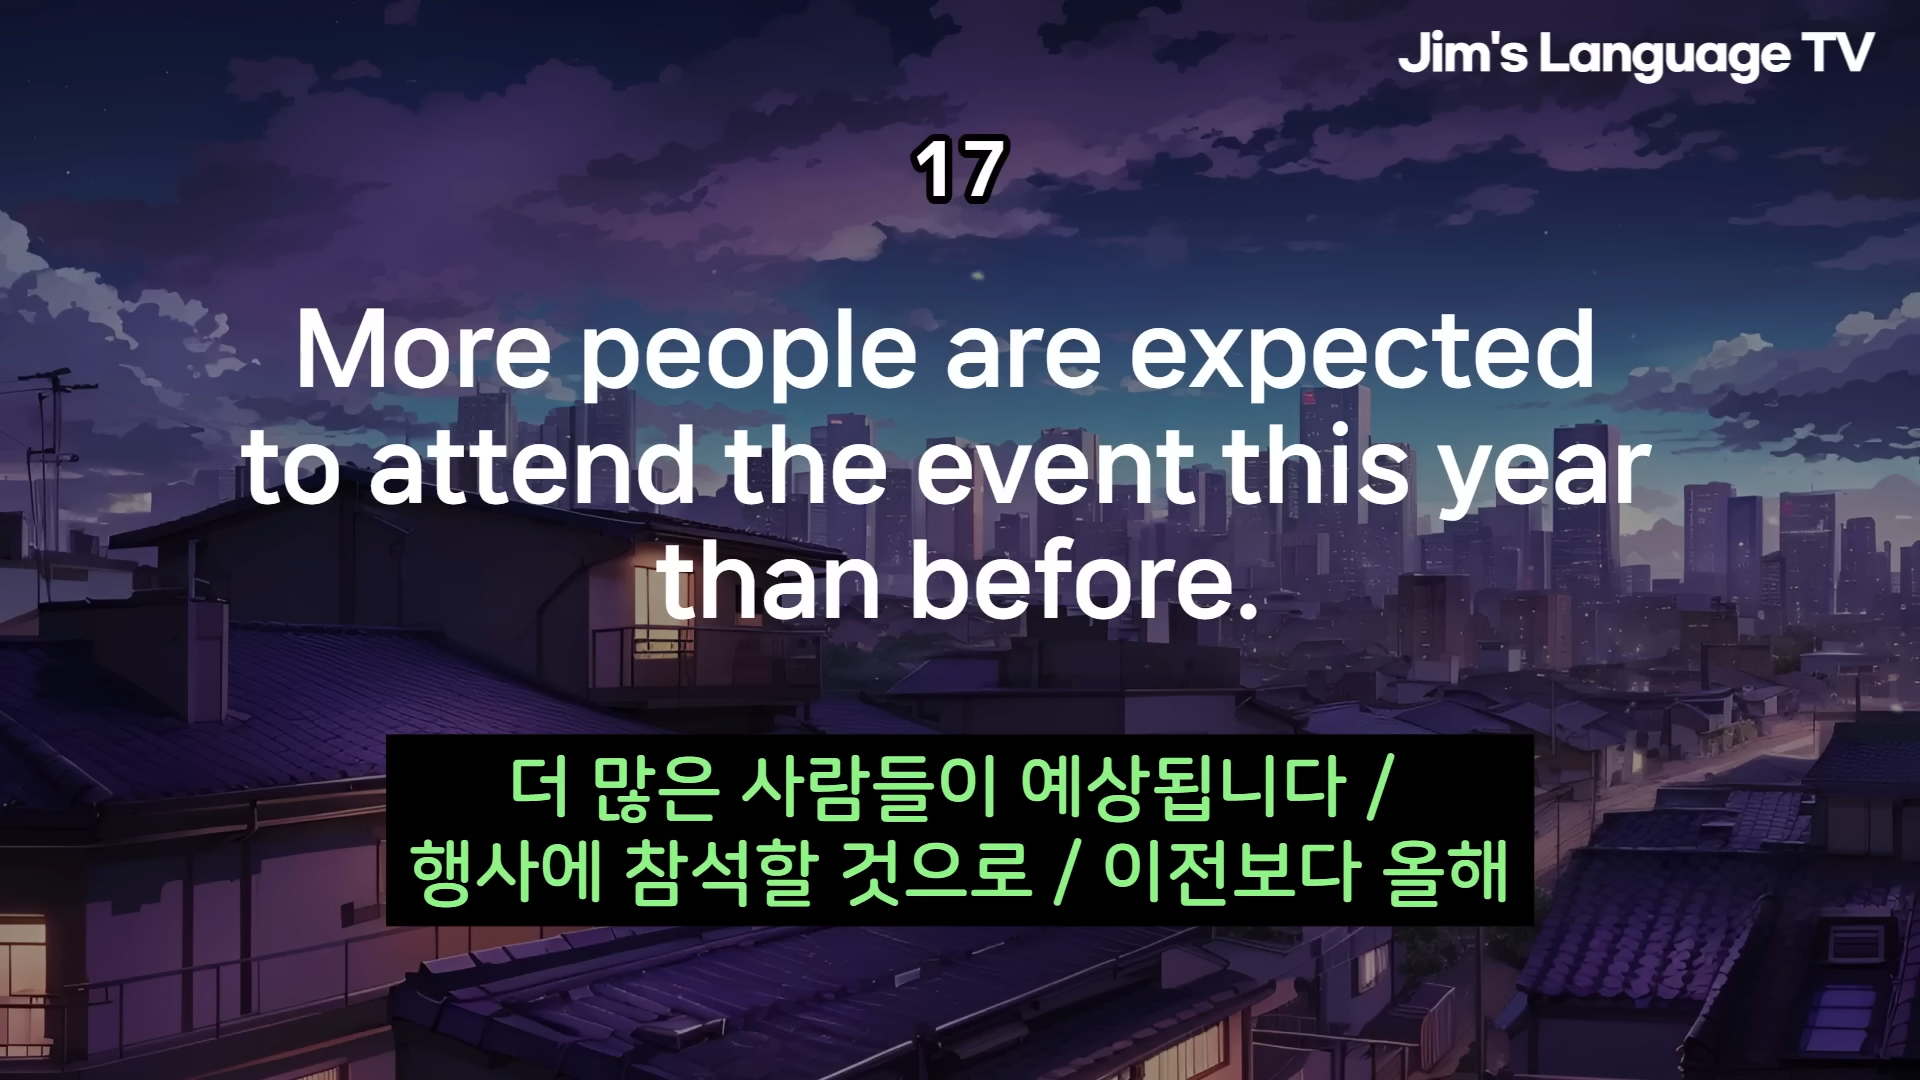 Jim's Language TV
17
More people are expected
to attend the event this year
than before.
더 많은 사람들이 예상됩니다 /
행사에 참석할 것으로 / 이전보다 올해